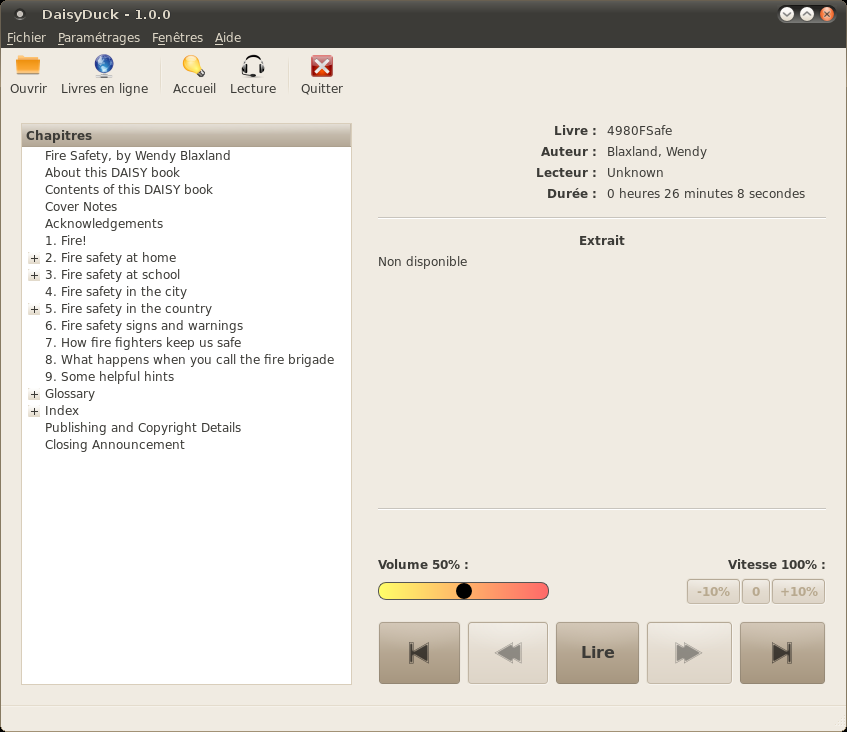 DaisyDuck - 1.0.0
Fichier Paramétrages Fenêtres Aide
Ouvrir Livres en ligne Accueil Lecture Quitter
Chapitres
Fire Safety, by Wendy Blaxland
About this DAISY book
Contents of this DAISY book
Cover Notes
Acknowledgements
1. Fire!
2. Fire safety at home
3. Fire safety at school
4. Fire safety in the city
5. Fire safety in the country
6. Fire safety signs and warnings
7. How fire fighters keep us safe
8. What happens when you call the fire brigade
9. Some helpful hints
Glossary
Index
Publishing and Copyright Details
Closing Announcement
Livre : 4980FSafe
Auteur : Blaxland, Wendy
Lecteur : Unknown
Durée : 0 heures 26 minutes 8 secondes
Extrait
Non disponible
Volume 50% : Vitesse 100% :
-10% 0 +10%
Lire